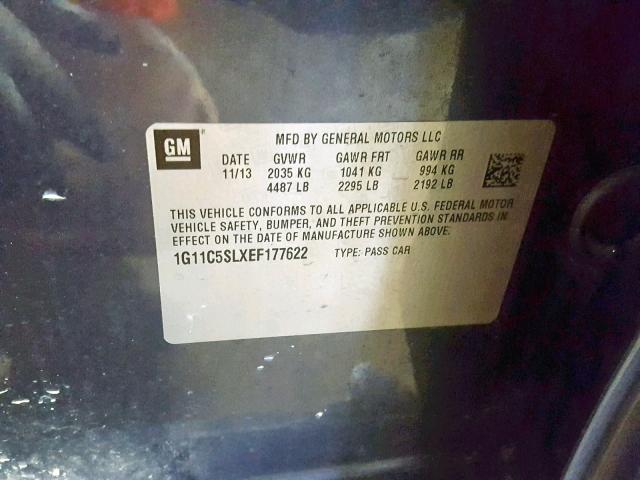 GM
MFD BY GENERAL MOTORS LLC
DATE GVWR GAWR FRT GAWR RR
11/13 2035 KG 1041 KG 994 KG
4487 LB 2295 LB 2192 LB
THIS VEHICLE CONFORMS TO ALL APPLICABLE U.S. FEDERAL MOTOR
VEHICLE SAFETY, BUMPER, AND THEFT PREVENTION STANDARDS IN
EFFECT ON THE DATE OF MANUFACTURE SHOWN ABOVE.
1G11C5SLXEF177622 TYPE: PASS CAR